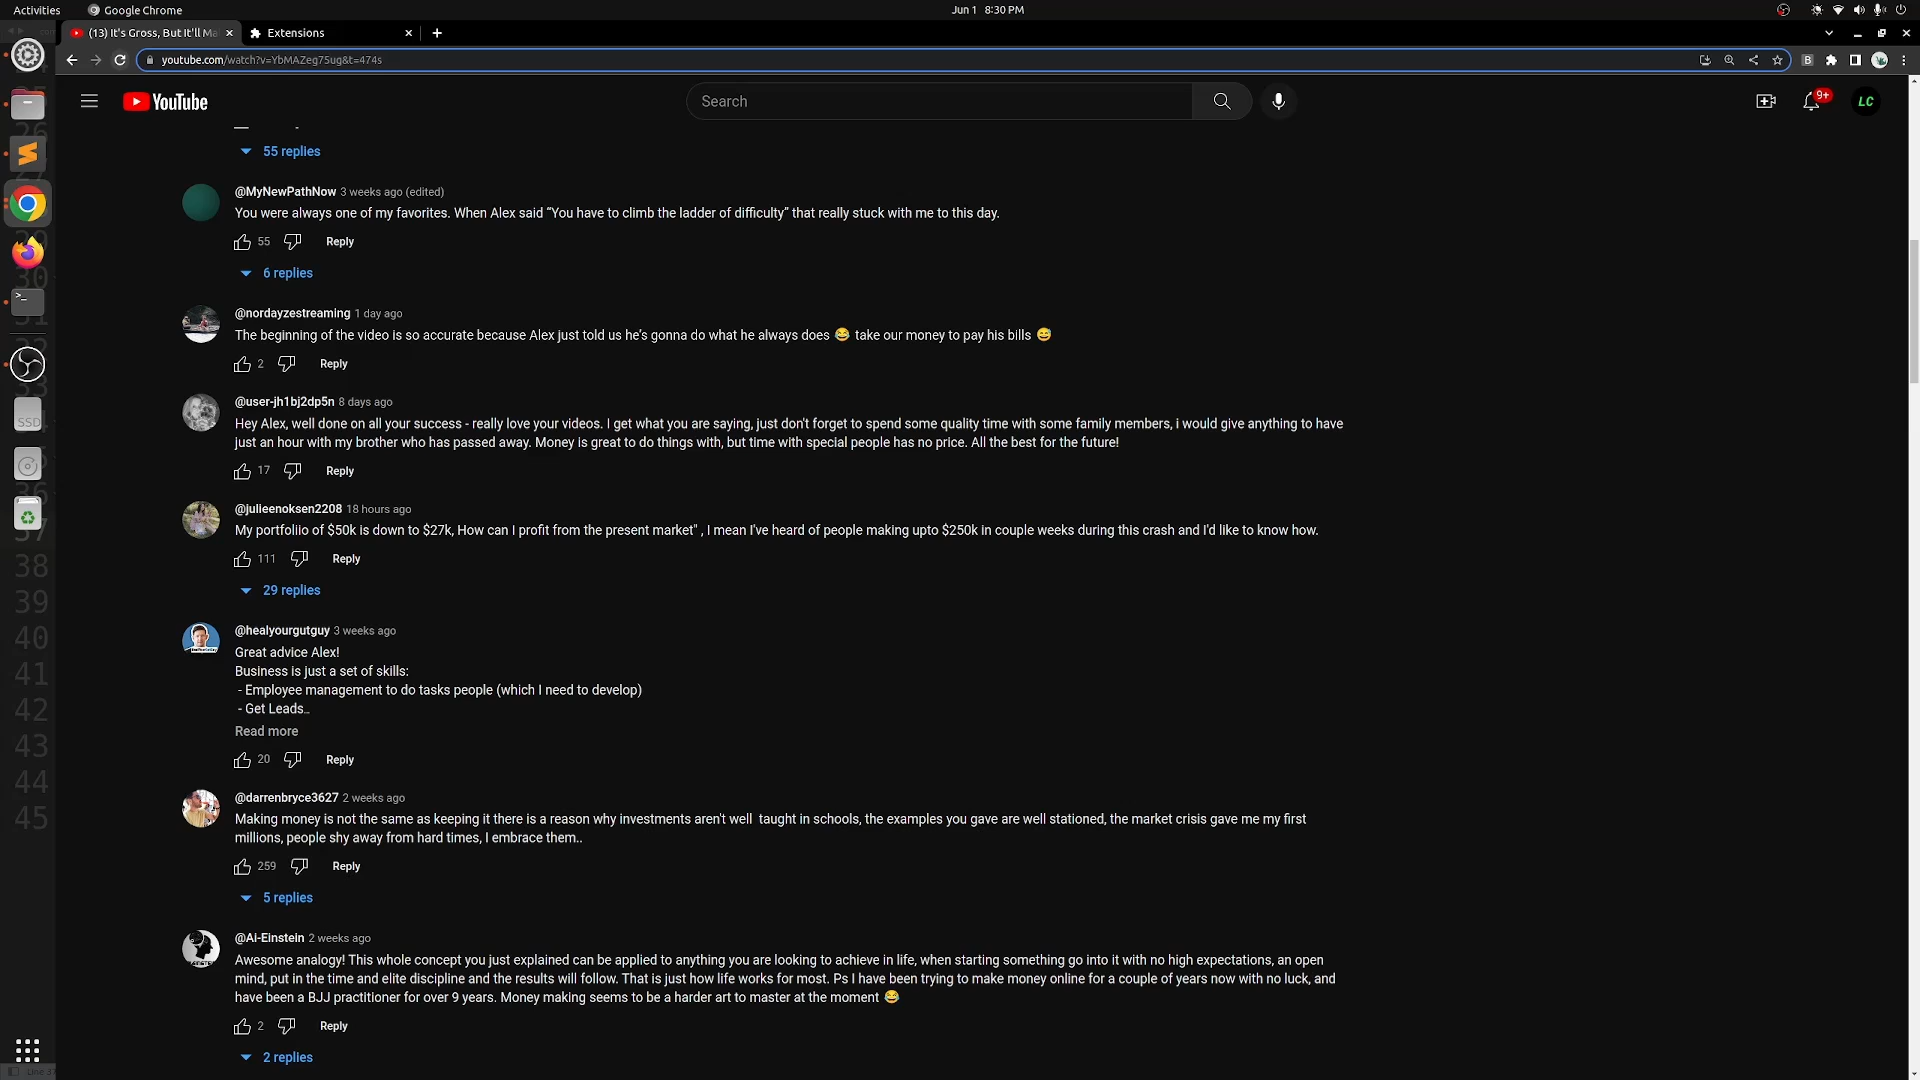 Activities
Google Chrome
Jun 1 8:30 PM
(13) It's Gross, But It'll Ma
Extensions
youtube.com/watch?v=YbMAZeg75ug&t=474s
B
YouTube
Search
9+
LC
55 replies
@MyNewPathNow 3 weeks ago (edited)
You were always one of my favorites. When Alex said “You have to climb the ladder of difficulty” that really stuck with me to this day.
55 Reply
6 replies
@nordayzestreaming 1 day ago
The beginning of the video is so accurate because Alex just told us he's gonna do what he always does 😂 take our money to pay his bills 😅
2 Reply
@user-jh1bj2dp5n 8 days ago
Hey Alex, well done on all your success - really love your videos. I get what you are saying, just don't forget to spend some quality time with some family members, i would give anything to have
just an hour with my brother who has passed away. Money is great to do things with, but time with special people has no price. All the best for the future!
17 Reply
@julieenoksen2208 18 hours ago
My portfoliio of $50k is down to $27k, How can I profit from the present market" , I mean I've heard of people making upto $250k in couple weeks during this crash and I'd like to know how.
111 Reply
29 replies
@healyourgutguy 3 weeks ago
Great advice Alex!
Business is just a set of skills:
- Employee management to do tasks people (which I need to develop)
- Get Leads…
Read more
20 Reply
@darrenbryce3627 2 weeks ago
Making money is not the same as keeping it there is a reason why investments aren't well  taught in schools, the examples you gave are well stationed, the market crisis gave me my first
millions, people shy away from hard times, I embrace them..
259 Reply
5 replies
@Ai-Einstein 2 weeks ago
Awesome analogy! This whole concept you just explained can be applied to anything you are looking to achieve in life, when starting something go into it with no high expectations, an open
mind, put in the time and elite discipline and the results will follow. That is just how life works for most. Ps I have been trying to make money online for a couple of years now with no luck, and
have been a BJJ practitioner for over 9 years. Money making seems to be a harder art to master at the moment 😂
2 Reply
2 replies
SSD
26
30
37
38
39
40
41
42
43
44
45